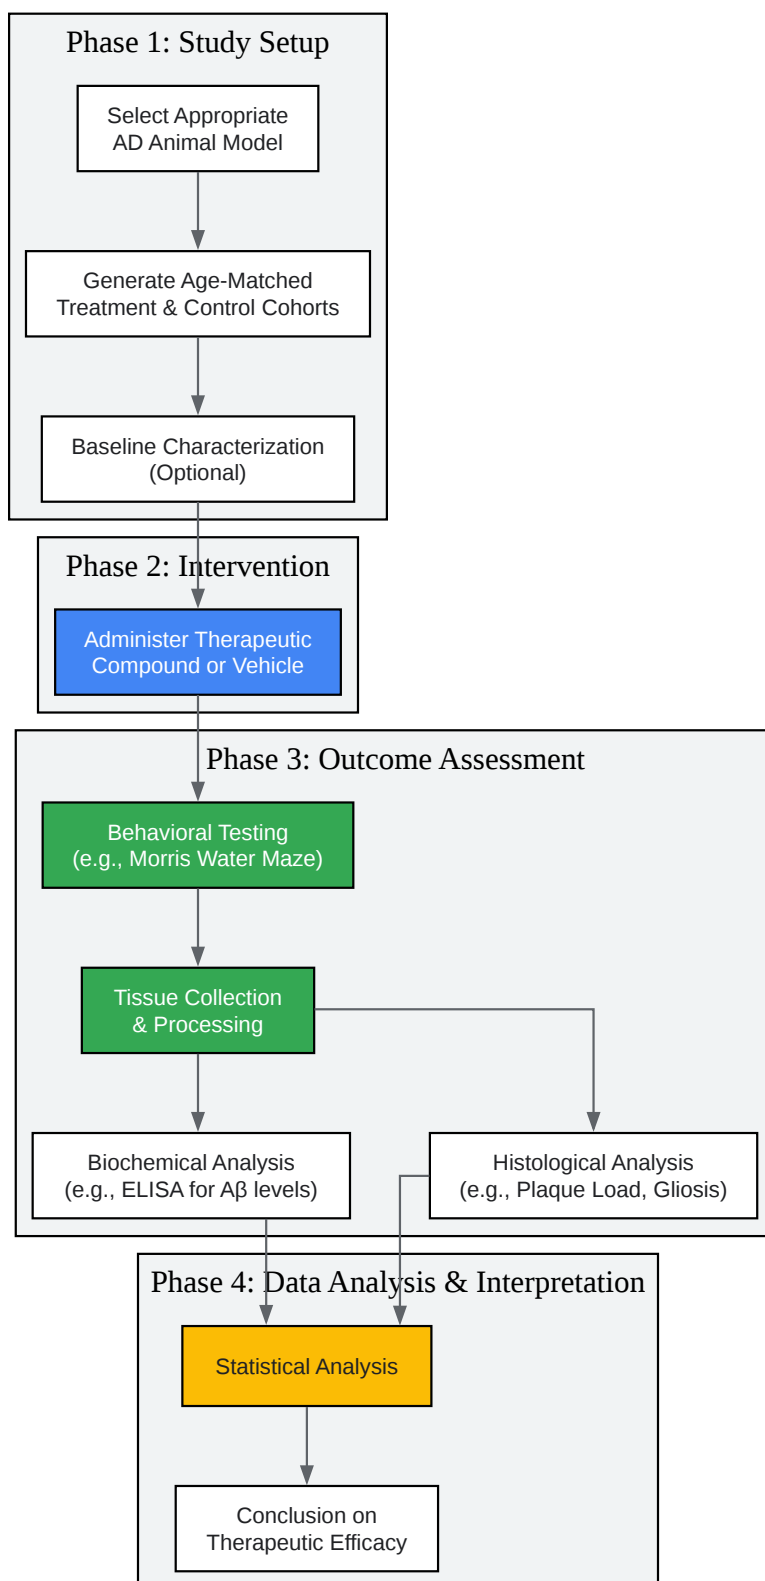 Phase 1: Study Setup
Select Appropriate
AD Animal Model
Generate Age-Matched
Treatment & Control Cohorts
Baseline Characterization
(Optional)
Phase 2: Intervention
Administer Therapeutic
Compound or Vehicle
Phase 3: Outcome Assessment
Behavioral Testing
(e.g., Morris Water Maze)
Tissue Collection
& Processing
Biochemical Analysis
(e.g., ELISA for Aβ levels)
Histological Analysis
(e.g., Plaque Load, Gliosis)
Phase 4: Data Analysis & Interpretation
Statistical Analysis
Conclusion on
Therapeutic Efficacy